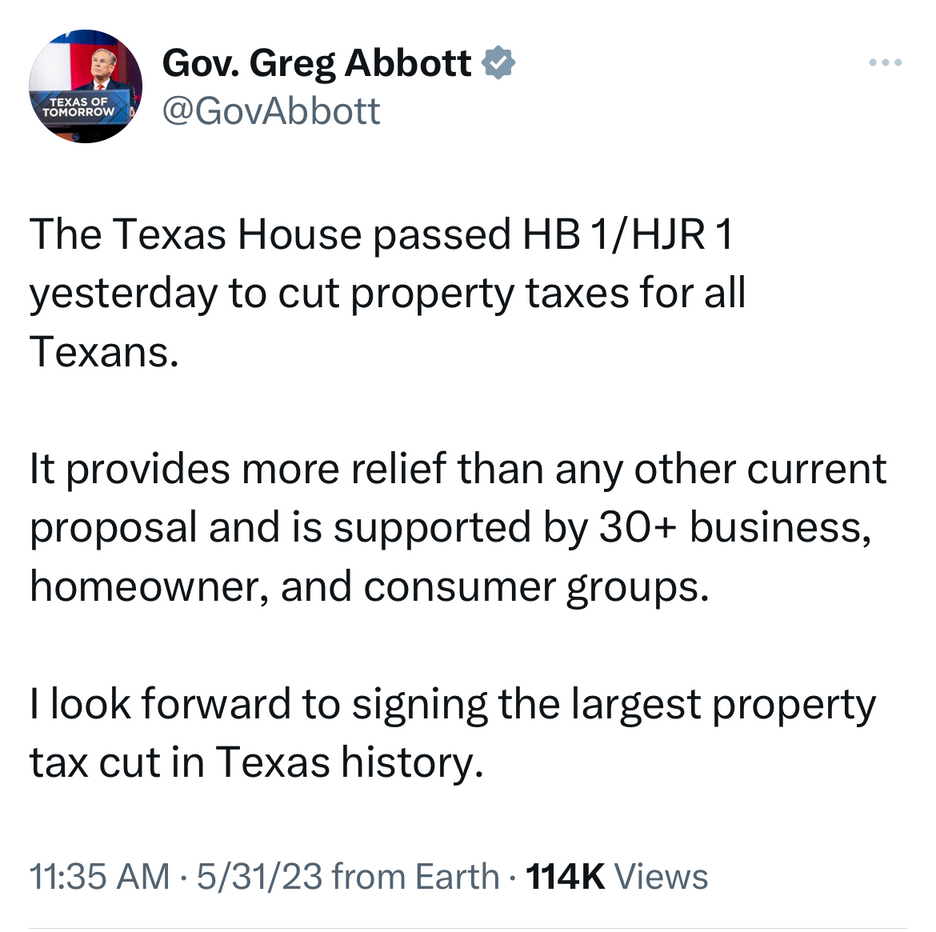 TEXAS OF
TOMORROW
Gov. Greg Abbott
@GovAbbott
The Texas House passed HB 1/HJR 1
yesterday to cut property taxes for all
Texans.
It provides more relief than any other current
proposal and is supported by 30+ business,
homeowner, and consumer groups.
I look forward to signing the largest property
tax cut in Texas history.
11:35 AM · 5/31/23 from Earth · 114K Views